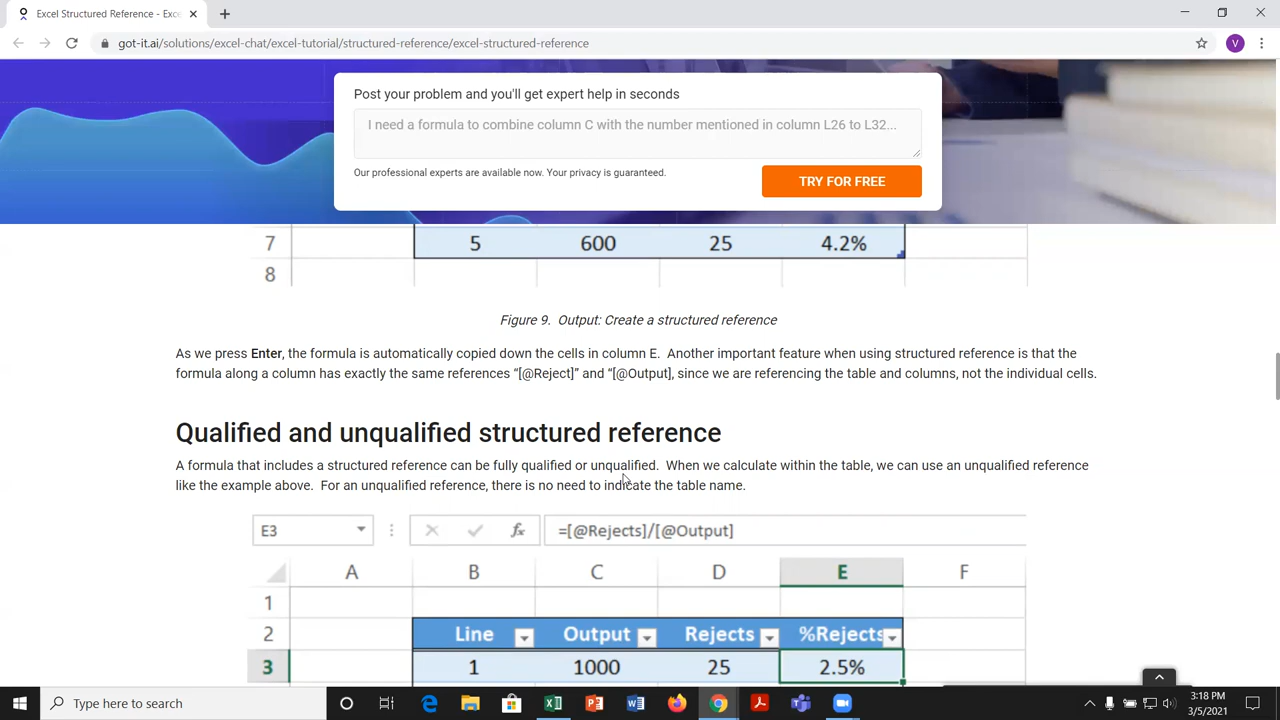 Excel Structured Reference - Exc
got-it.ai/solutions/excel-chat/excel-tutorial/structured-reference/excel-structured-reference
V
Post your problem and you'll get expert help in seconds
I need a formula to combine column C with the number mentioned in column L26 to L32...
Our professional experts are available now. Your privacy is guaranteed.
TRY FOR FREE
7 5 600 25 4.2%
8
Figure 9. Output: Create a structured reference
As we press Enter, the formula is automatically copied down the cells in column E. Another important feature when using structured reference is that the
formula along a column has exactly the same references “[@Reject]” and “[@Output], since we are referencing the table and columns, not the individual cells.
Qualified and unqualified structured reference
A formula that includes a structured reference can be fully qualified or unqualified. When we calculate within the table, we can use an unqualified reference
like the example above. For an unqualified reference, there is no need to indicate the table name.
E3 fx =[@Rejects]/[@Output]
A B C D E F
1
2 Line Output Rejects %Rejects
3 1 1000 25 2.5%
Type here to search
3:18 PM
3/5/2021